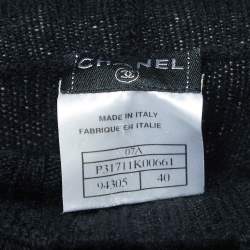 CHANEL
MADE IN ITALY
FABRIQUE EN ITALIE
07A
P31711K00661
94305 40